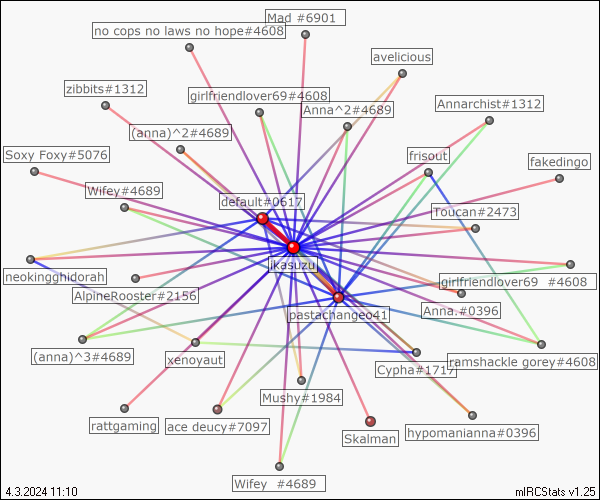 Mad #6901
no cops no laws no hope#4608
avelicious
zibbits#1312
girlfriendlover69#4608
Anna^2#4689
Annarchist#1312
(anna)^2#4689
Soxy Foxy#5076
frisout
fakedingo
Wifey#4689
default#0617
Toucan#2473
ikasuzu
neokingghidorah
girlfriendlover69 #4608
AlpineRooster#2156
Anna.#0396
pastachangeo41
(anna)^3#4689
xenoyaut
ramshackle gorey#4608
Cypha#1717
Mushy#1984
rattgaming
ace deucy#7097
Skalman
hypomanianna#0396
Wifey #4689
4.3.2024 11:10
mIRCStats v1.25